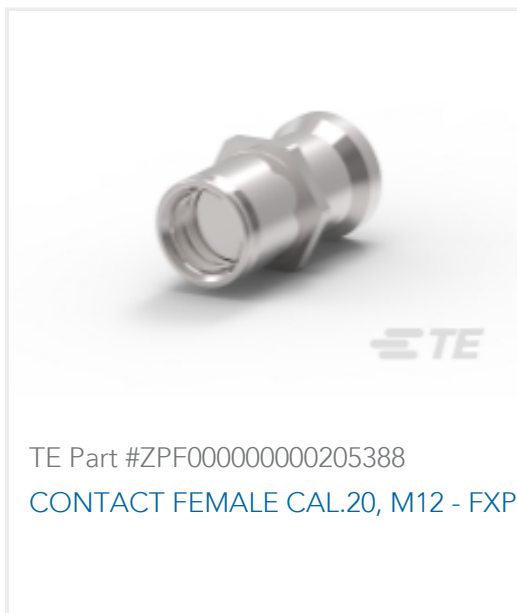 TE
TE Part #ZPF000000000205388
CONTACT FEMALE CAL.20, M12 - FXP